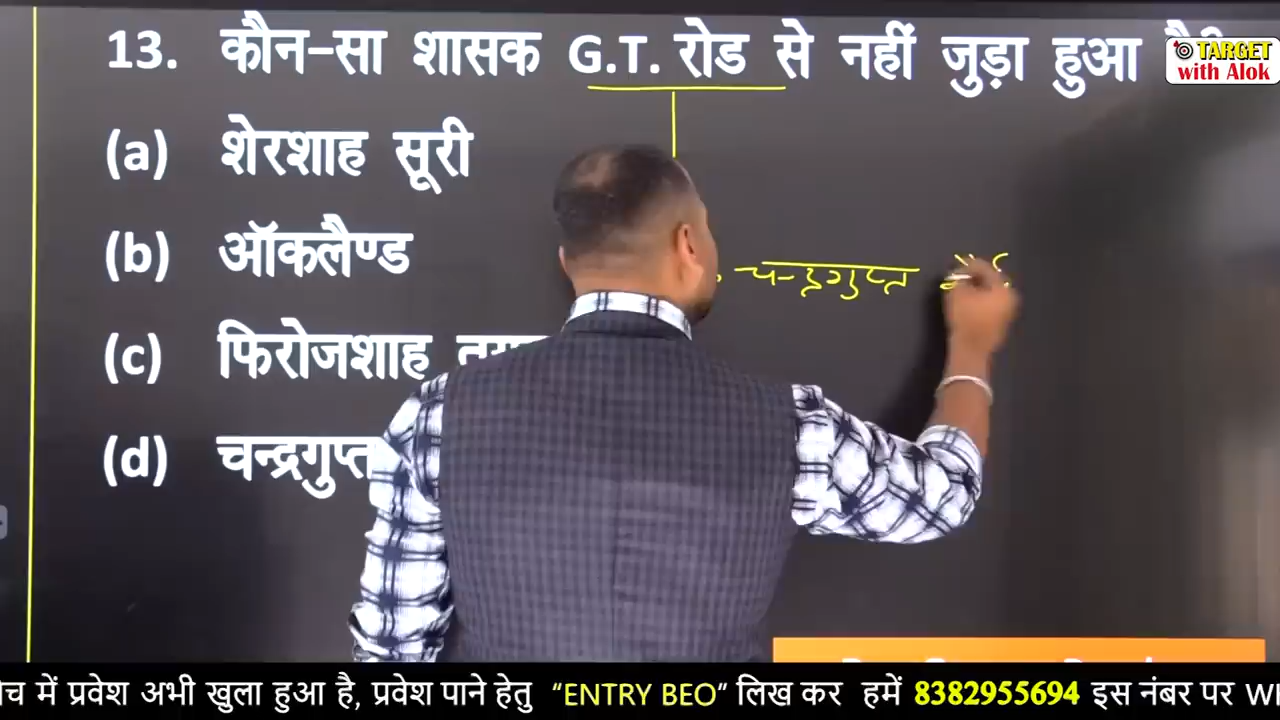 13. कौन-सा शासक G.T. रोड से नहीं जुड़ा हुआ
TARGET
with Alok
(a) शेरशाह सूरी
(b) ऑकलैण्ड
चन्द्रगुप्त
(c) फिरोजशाह
(d) चन्द्रगुप्त
में प्रवेश अभी खुला हुआ है, प्रवेश पाने हेतु “ENTRY BEO” लिख कर हमें 8382955694 इस नंबर पर